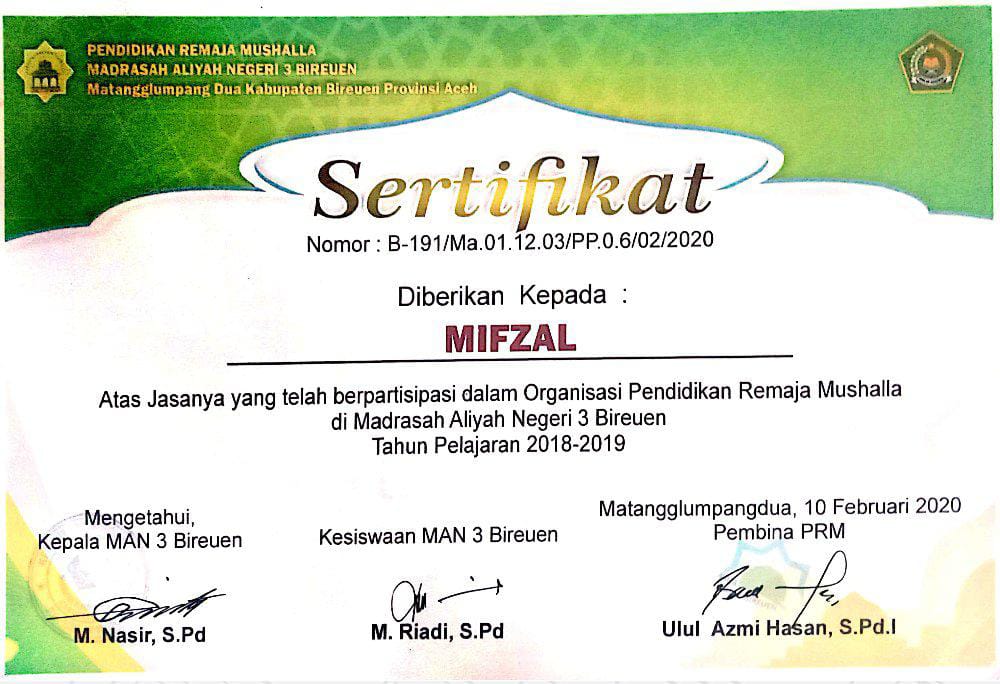 PENDIDIKAN REMAJA MUSHALLA
MADRASAH ALIYAH NEGERI 3 BIREUEN
Matangglumpang Dua Kabupaten Bireuen Provinsi Aceh
Sertifikat
Nomor : B-191/Ma.01.12.03/PP.0.6/02/2020
Diberikan Kepada :
MIFZAL
Atas Jasanya yang telah berpartisipasi dalam Organisasi Pendidikan Remaja Mushalla
di Madrasah Aliyah Negeri 3 Bireuen
Tahun Pelajaran 2018-2019
Mengetahui,
Kepala MAN 3 Bireuen
M. Nasir, S.Pd
Kesiswaan MAN 3 Bireuen
M. Riadi, S.Pd
Matangglumpangdua, 10 Februari 2020
Pembina PRM
Ulul Azmi Hasan, S.Pd.I